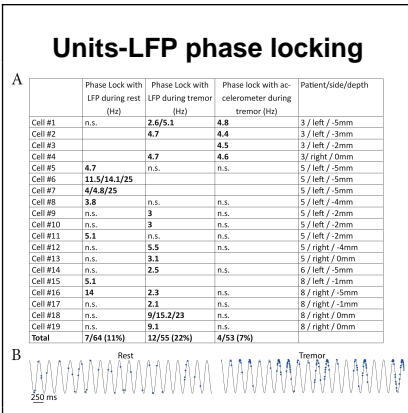 Units-LFP phase locking
A
Phase Lock with LFP during rest (Hz) Phase Lock with LFP during tremor (Hz) Phase lock with ac-celerometer during tremor (Hz) Patient/side/depth
Cell #1 n.s. 2.6/5.1 4.8 3 / left / -5mm
Cell #2 4.7 4.4 3 / left / -3mm
Cell #3 4.5 3 / left / -2mm
Cell #4 4.7 4.6 3/ right / 0mm
Cell #5 4.7 n.s. n.s. 5 / left / -5mm
Cell #6 11.5/14.1/25 5 / left / -5mm
Cell #7 4/4.8/25 5 / left / -5mm
Cell #8 3.8 n.s. n.s. 5 / left / -4mm
Cell #9 n.s. 3 n.s. 5 / left / -2mm
Cell #10 n.s. 3 n.s. 5 / left / -2mm
Cell #11 5.1 n.s. n.s. 5 / left / -2mm
Cell #12 n.s. 5.5 n.s. 5 / right / -4mm
Cell #13 n.s. 3.1 5 / right / 0mm
Cell #14 2.5 n.s. 6 / left / -5mm
Cell #15 5.1 8 / left / -1mm
Cell #16 14 2.3 n.s. 8 / right / -5mm
Cell #17 n.s. 2.1 n.s. 8 / right / -1mm
Cell #18 n.s. 9/15.2/23 n.s. 8 / right / 0mm
Cell #19 n.s. 9.1 n.s. 8 / right / 0mm
Total 7/64 (11%) 12/55 (22%) 4/53 (7%)
B
Rest Tremor
250 ms